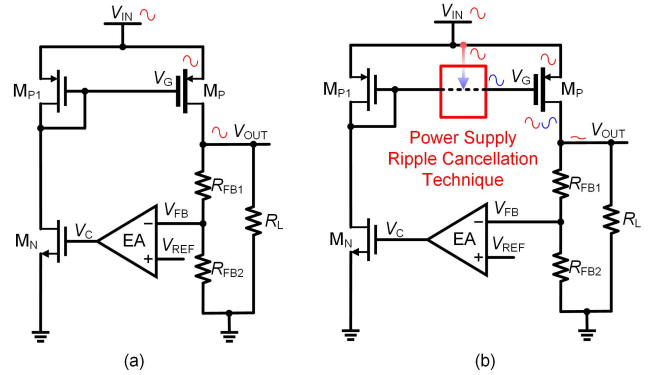 VIN
MP1
VG
MP
VOUT
RFB1
VFB
RL
MN
VC
EA
−
VREF
+
RFB2
(a)
VIN
MP1
VG
MP
Power Supply
Ripple Cancellation
Technique
VOUT
RFB1
VFB
RL
MN
VC
EA
−
VREF
+
RFB2
(b)